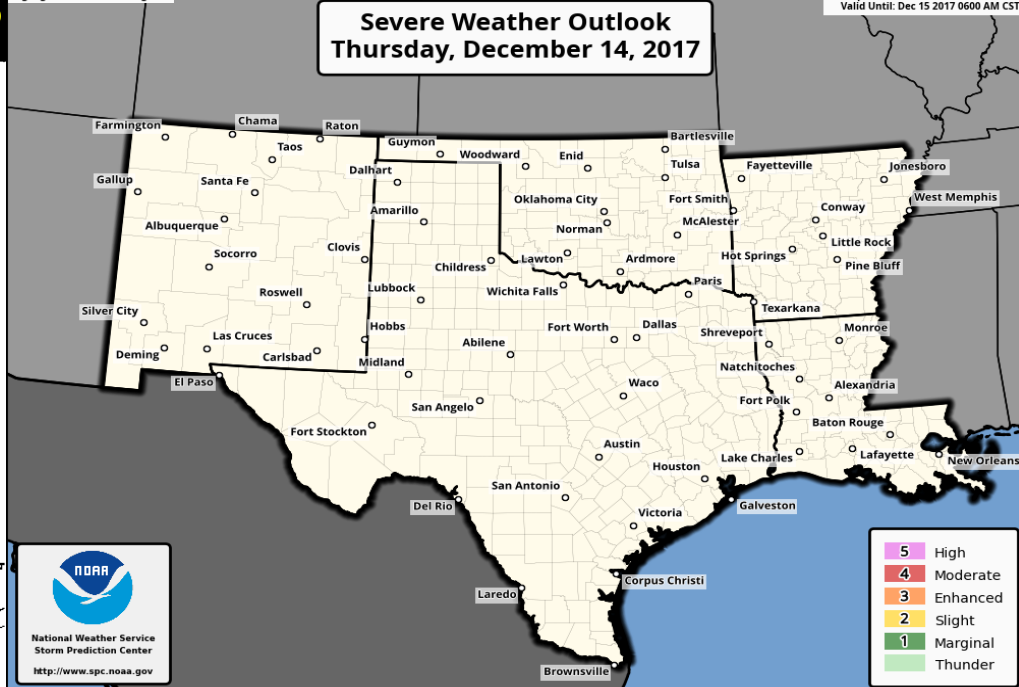 Valid Until: Dec 15 2017 0600 AM CST
Severe Weather Outlook
Thursday, December 14, 2017
Farmington
Chama
Raton
Taos
Guymon
Woodward
Enid
Bartlesville
Tulsa
Fayetteville
Jonesboro
Gallup
Santa Fe
Dalhart
Amarillo
Oklahoma City
Fort Smith
West Memphis
Conway
Albuquerque
Norman
McAlester
Little Rock
Socorro
Clovis
Childress
Lawton
Ardmore
Hot Springs
Pine Bluff
Roswell
Lubbock
Wichita Falls
Paris
Texarkana
Silver City
Hobbs
Fort Worth
Dallas
Shreveport
Monroe
Las Cruces
Deming
Carlsbad
Midland
Abilene
Natchitoches
El Paso
Waco
Alexandria
San Angelo
Fort Polk
Fort Stockton
Baton Rouge
Austin
Lake Charles
Lafayette
New Orleans
Houston
San Antonio
Del Rio
Victoria
Galveston
Laredo
Corpus Christi
Brownsville
NOAA
National Weather Service
Storm Prediction Center
http://www.spc.noaa.gov
5 High
4 Moderate
3 Enhanced
2 Slight
1 Marginal
Thunder